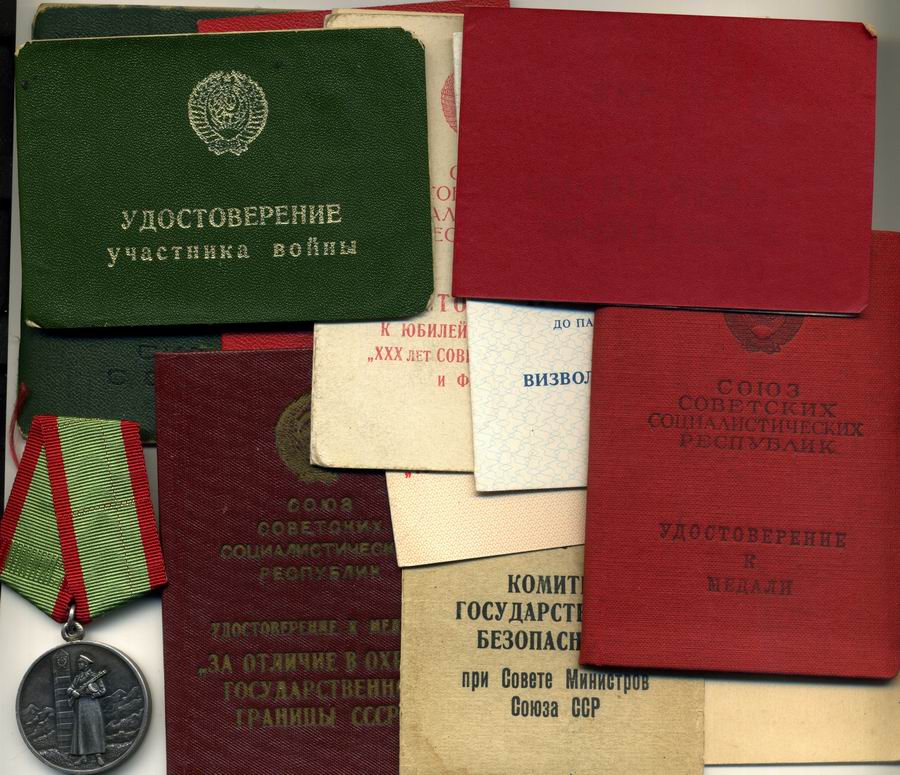 УДОСТОВЕРЕНИЕ
участника войны
К ЮБИЛЕЙ
„XXX ЛЕТ СОВ
И Ф
ДО ПА
ВИЗВОЛ
СОЮЗ
СОВЕТСКИХ
СОЦИАЛИСТИЧЕСКИХ
РЕСПУБЛИК
УДОСТОВЕРЕНИЕ
К
МЕДАЛИ
СОЮЗ
СОВЕТСКИХ
СОЦИАЛИСТИЧЕСК
РЕСПУБЛИК
УДОСТОВЕРЕНИЕ К МЕД
„ЗА ОТЛИЧИЕ В ОХ
ГОСУДАРСТВЕНН
ГРАНИЦЫ СССР
КОМИТ
ГОСУДАРСТВ
БЕЗОПАСН
при Совете Министров
Союза ССР